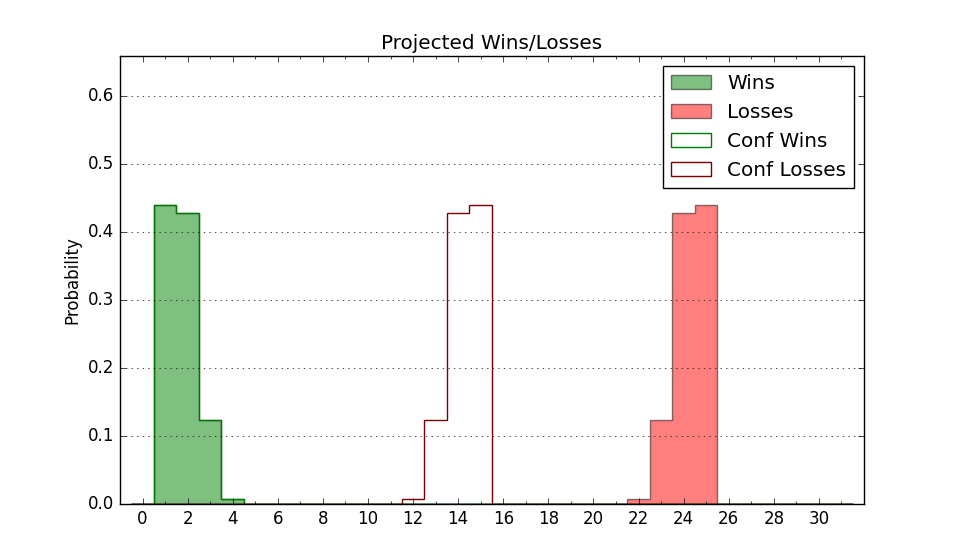 Projected Wins/Losses
Wins
Losses
Conf Wins
Conf Losses
Probability
0.6
0.5
0.4
0.3
0.2
0.1
0.0
0 2 4 6 8 10 12 14 16 18 20 22 24 26 28 30